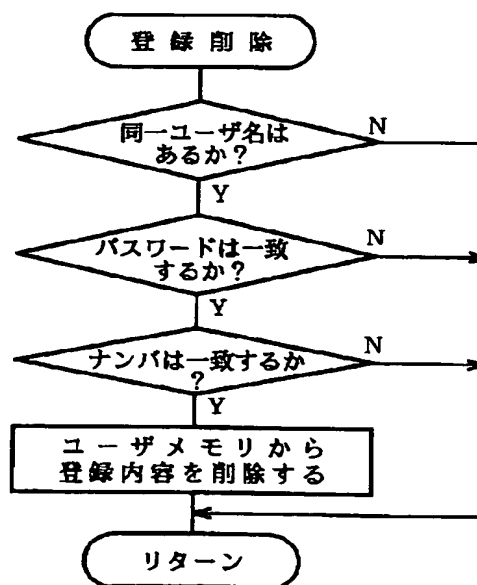 登録削除
同一ユーザ名は
あるか？
N
Y
パスワードは一致
するか？
N
Y
ナンバは一致するか
？
N
Y
ユーザメモリから
登録内容を削除する
リターン